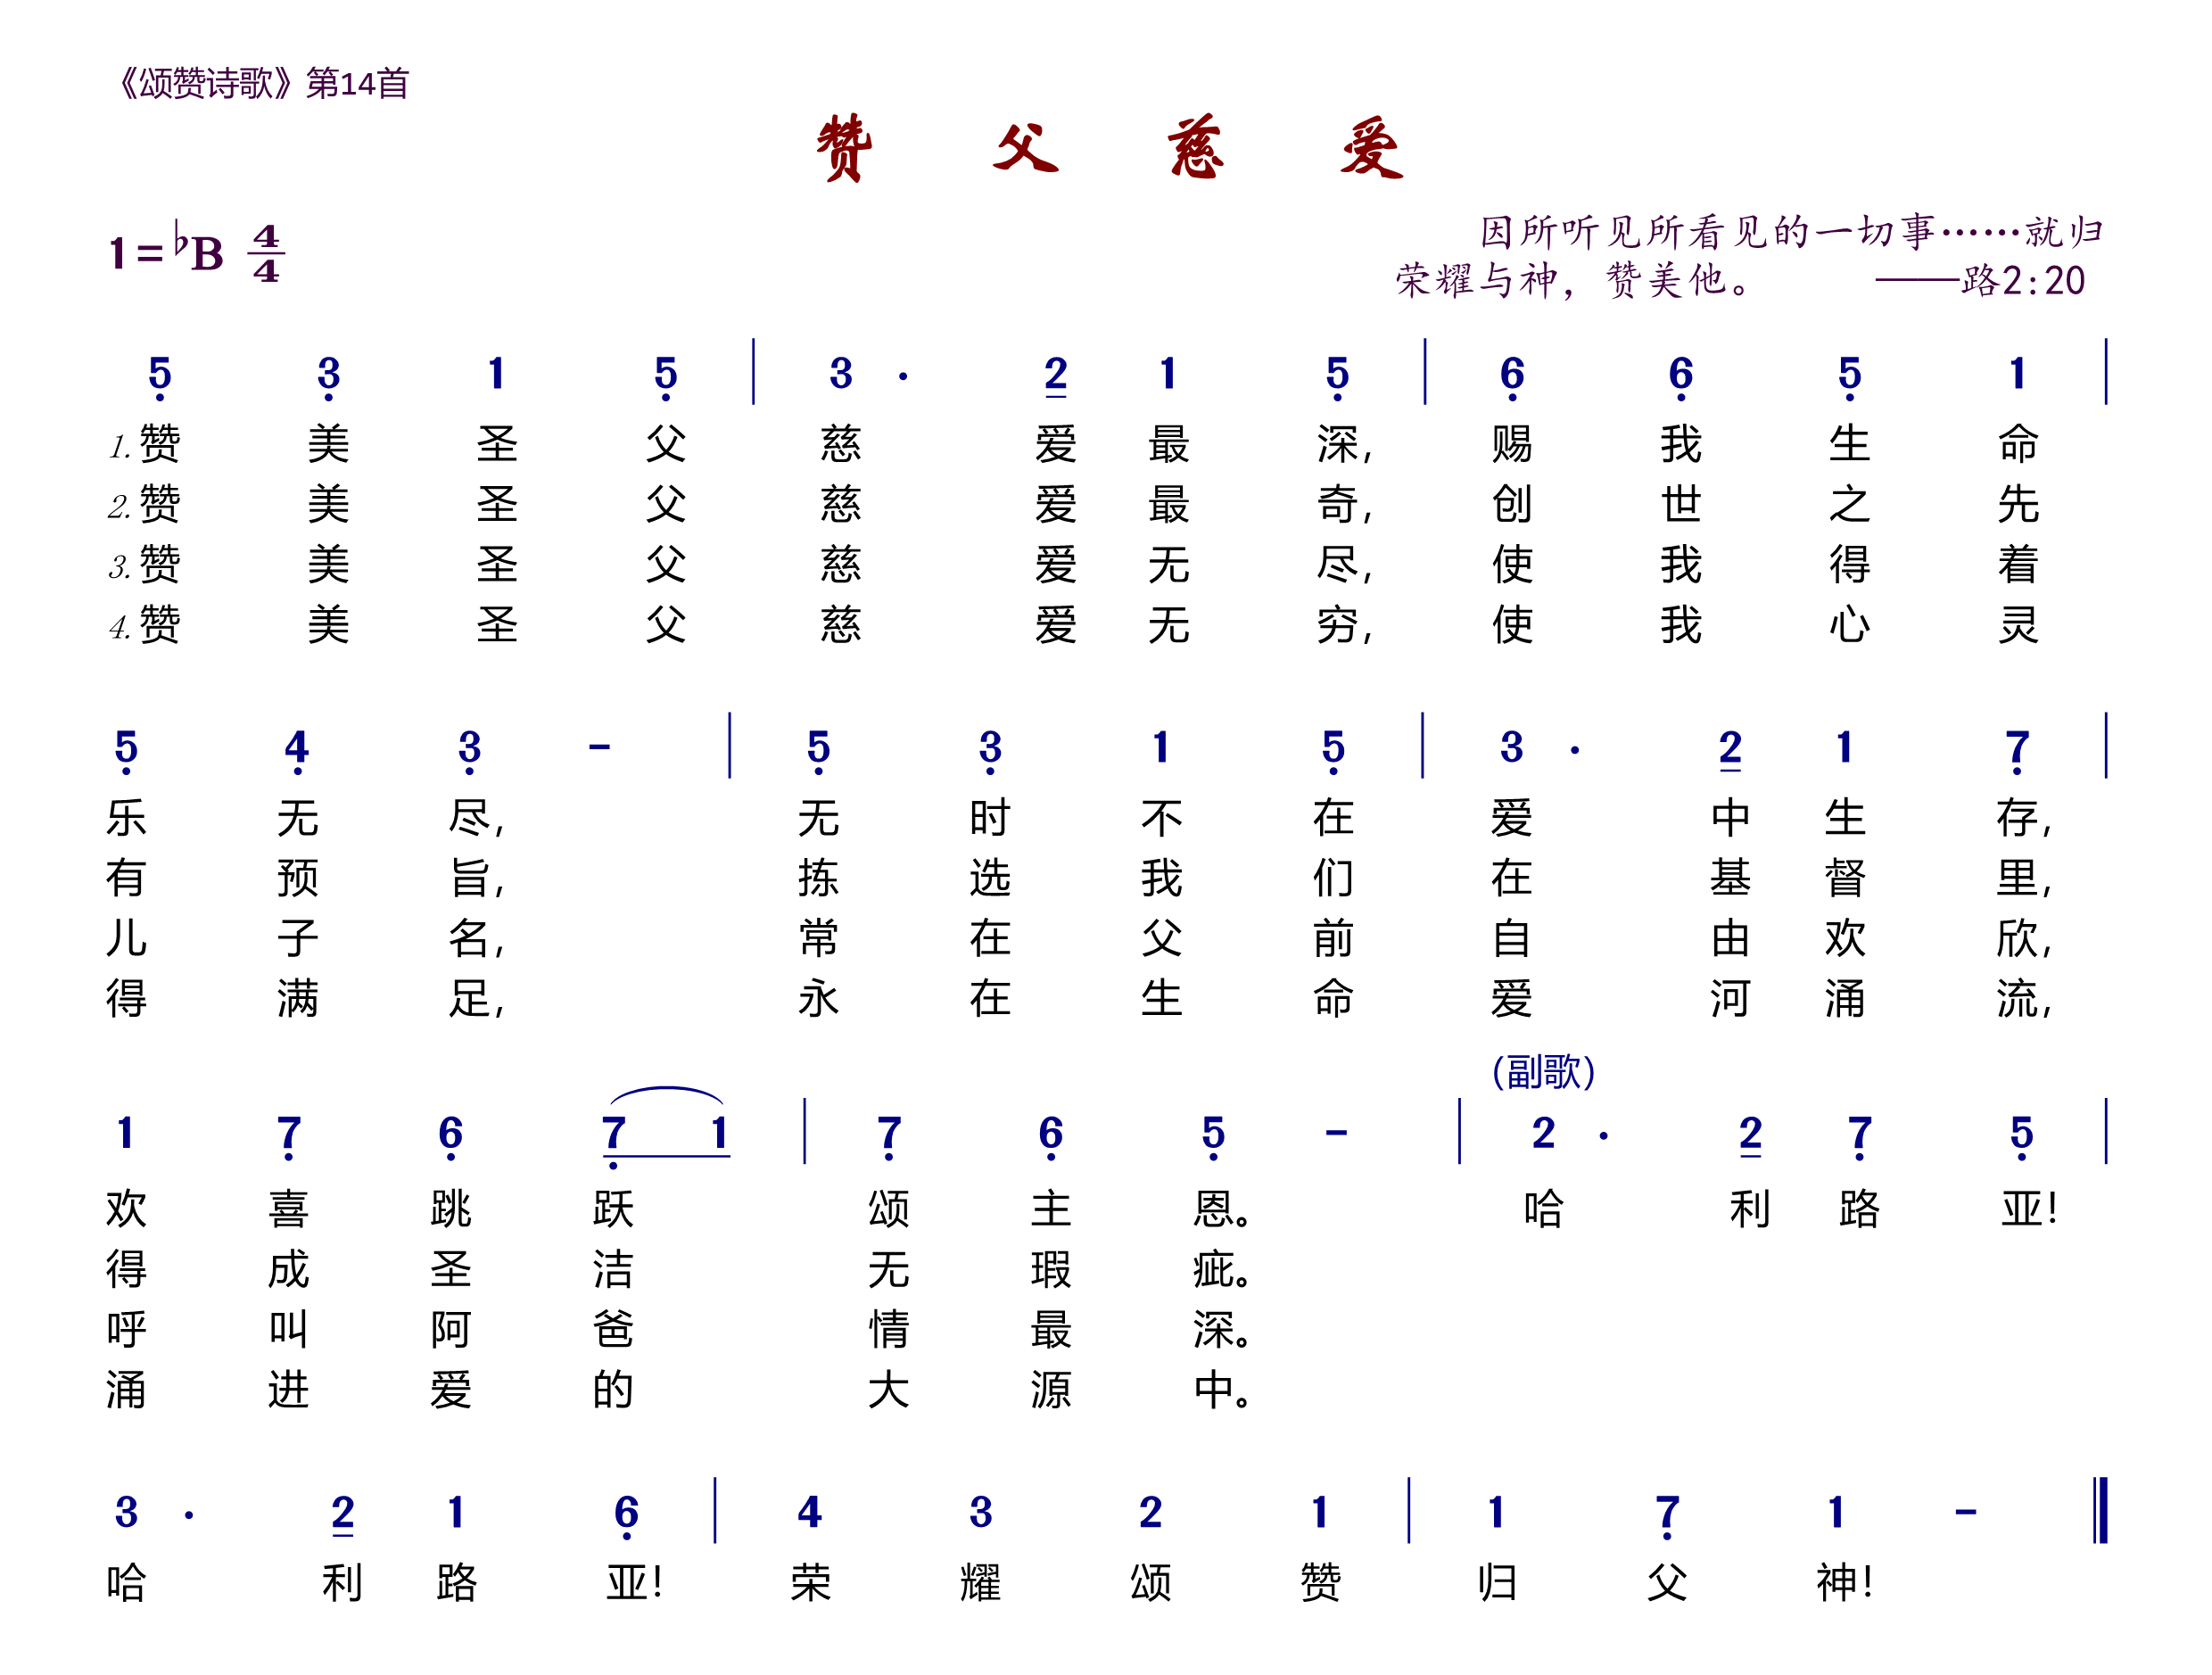 《颂赞诗歌》第14首
赞 父 慈 爱
1=♭B 4/4
因所听见所看见的一切事……就归
荣耀与神，赞美他。 ——路2:20
5̣ 3̣ 1 5̣ | 3 · 2̲ 1 5̣ | 6̣ 6̣ 5̣ 1 |
1.赞 美 圣 父 慈 爱 最 深， 赐 我 生 命
2.赞 美 圣 父 慈 爱 最 奇， 创 世 之 先
3.赞 美 圣 父 慈 爱 无 尽， 使 我 得 着
4.赞 美 圣 父 慈 爱 无 穷， 使 我 心 灵
5̣ 4̣ 3̣ - | 5̣ 3̣ 1 5̣ | 3 · 2̲ 1 7̣ |
乐 无 尽， 无 时 不 在 爱 中 生 存，
有 预 旨， 拣 选 我 们 在 基 督 里，
儿 子 名， 常 在 父 前 自 由 欢 欣，
得 满 足， 永 在 生 命 爱 河 涌 流，
（副歌）
1 7̣ 6̣ 7̣̲ 1̲ | 7̣ 6̣ 5̣ - | 2 · 2̲ 7̣ 5̣ |
欢 喜 跳 跃 颂 主 恩。 哈 利 路 亚！
得 成 圣 洁 无 瑕 疵。
呼 叫 阿 爸 情 最 深。
涌 进 爱 的 大 源 中。
3 · 2̲ 1 6̣ | 4 3 2 1 | 1 7̣ 1 - ‖
哈 利 路 亚！ 荣 耀 颂 赞 归 父 神！